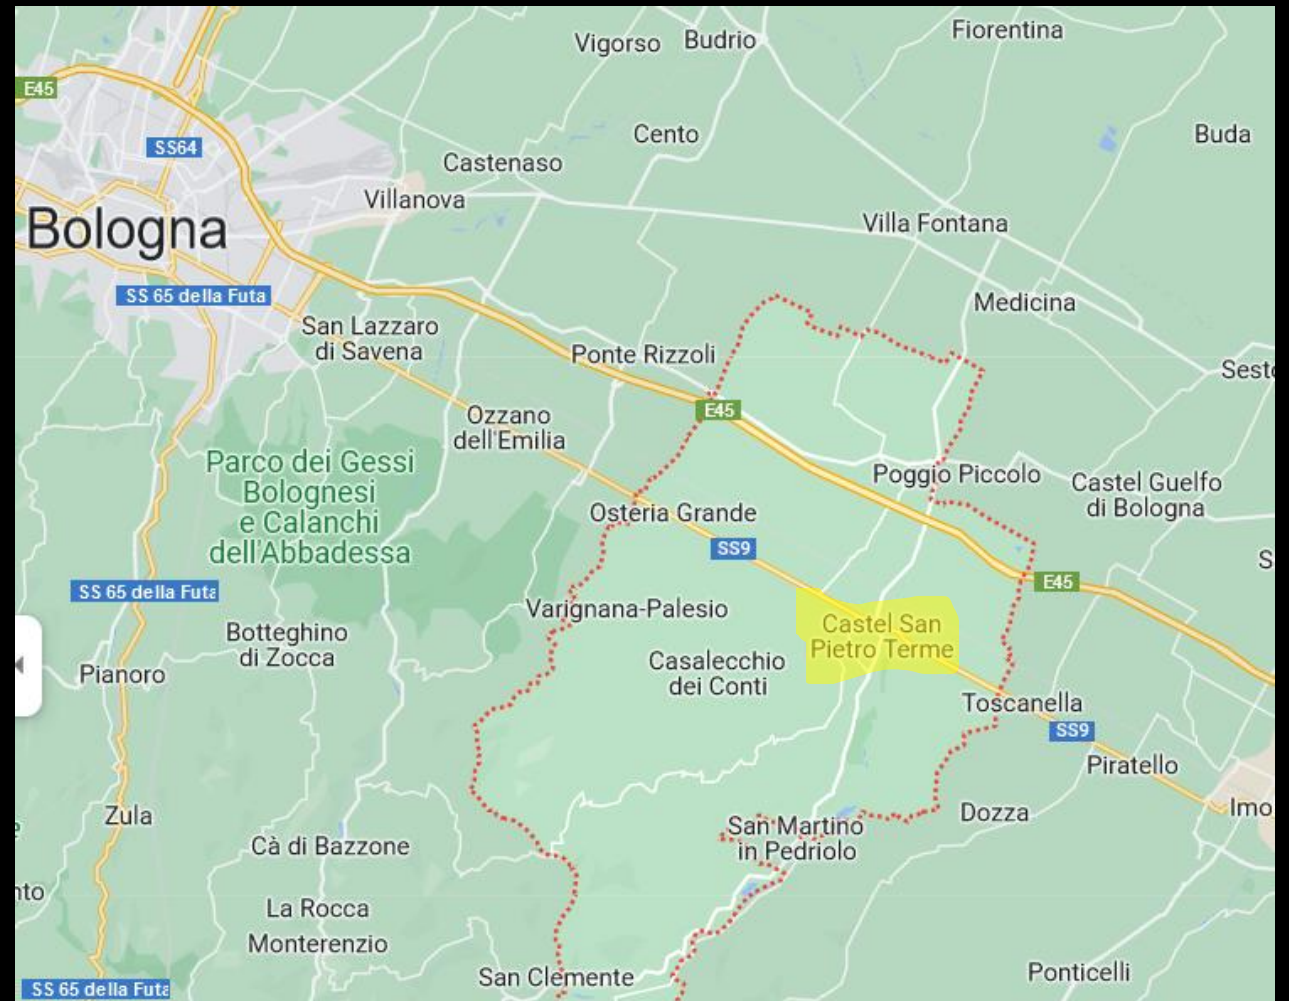 Fiorentina
Vigorso
Budrio
E45
SS64
Cento
Buda
Castenaso
Villanova
Bologna
Villa Fontana
SS 65 della Futa
Medicina
San Lazzaro
di Savena
Ponte Rizzoli
Sest
E45
Ozzano
dell'Emilia
Parco dei Gessi
Bolognesi
e Calanchi
dell'Abbadessa
Poggio Piccolo
Castel Guelfo
di Bologna
Osteria Grande
SS9
S
E45
SS 65 della Futa
Varignana-Palesio
Castel San
Pietro Terme
Botteghino
di Zocca
Pianoro
Casalecchio
dei Conti
Toscanella
SS9
Piratello
Zula
Dozza
Imo
San Martino
in Pedriolo
Cà di Bazzone
nto
La Rocca
Monterenzio
San Clemente
Ponticelli
SS 65 della Futa